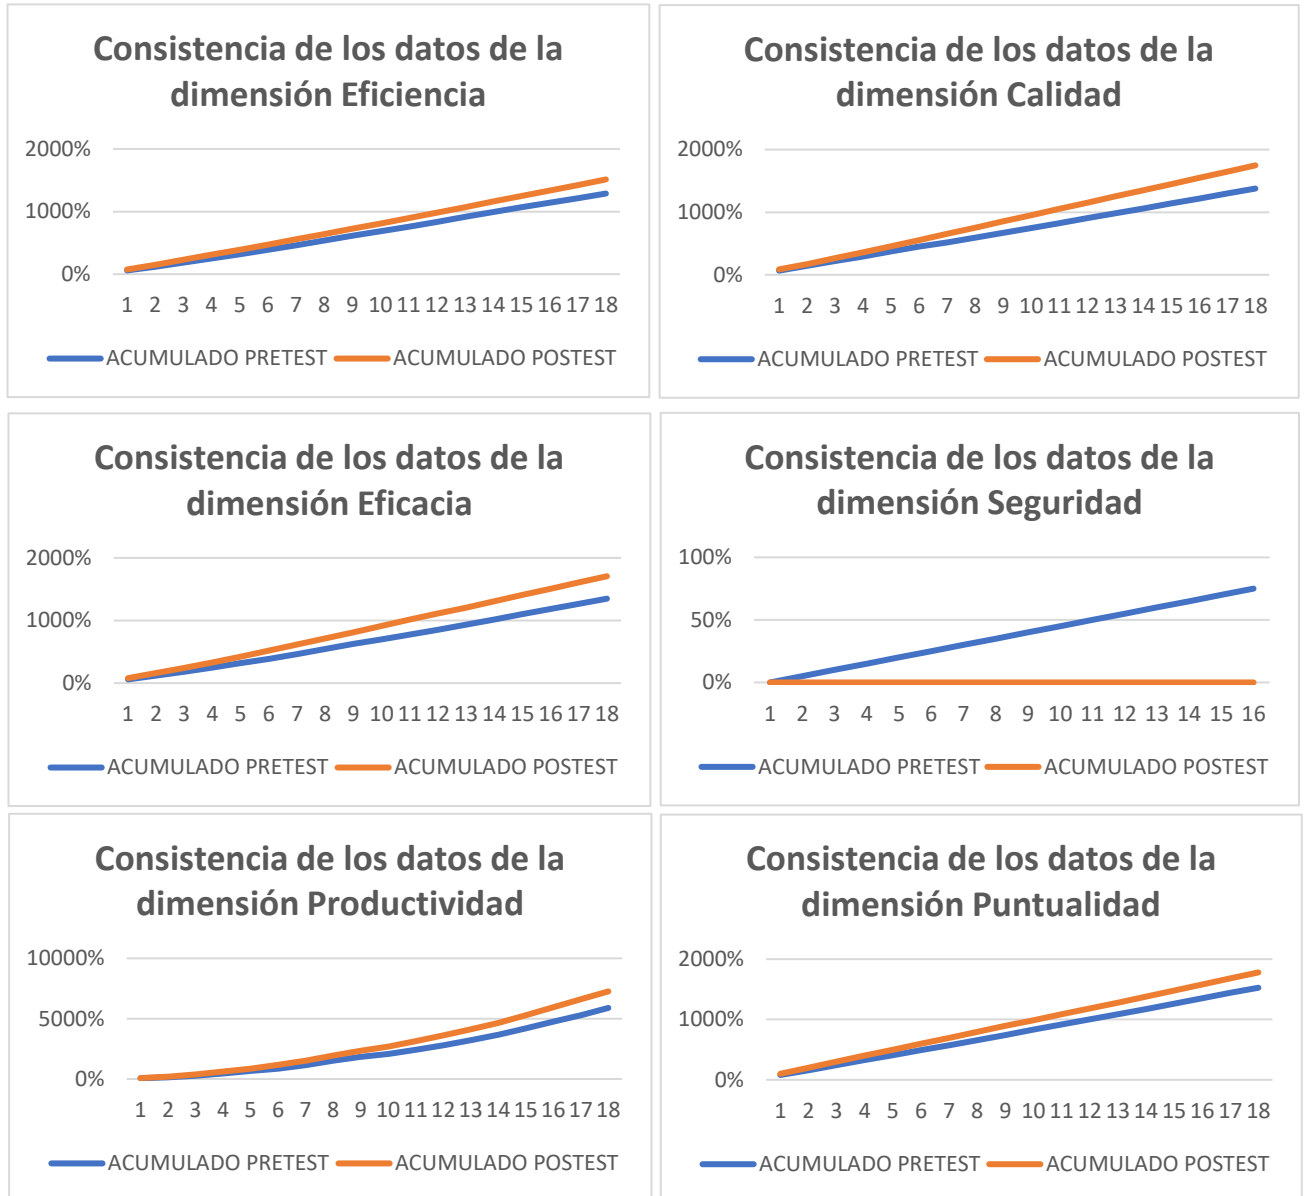 Consistencia de los datos de la
dimensión Eficiencia
2000%
1000%
0%
1 2 3 4 5 6 7 8 9 10 11 12 13 14 15 16 17 18
ACUMULADO PRETEST ACUMULADO POSTEST
Consistencia de los datos de la
dimensión Calidad
2000%
1000%
0%
1 2 3 4 5 6 7 8 9 10 11 12 13 14 15 16 17 18
ACUMULADO PRETEST ACUMULADO POSTEST
Consistencia de los datos de la
dimensión Eficacia
2000%
1000%
0%
1 2 3 4 5 6 7 8 9 10 11 12 13 14 15 16 17 18
ACUMULADO PRETEST ACUMULADO POSTEST
Consistencia de los datos de la
dimensión Seguridad
100%
50%
0%
1 2 3 4 5 6 7 8 9 10 11 12 13 14 15 16
ACUMULADO PRETEST ACUMULADO POSTEST
Consistencia de los datos de la
dimensión Productividad
10000%
5000%
0%
1 2 3 4 5 6 7 8 9 10 11 12 13 14 15 16 17 18
ACUMULADO PRETEST ACUMULADO POSTEST
Consistencia de los datos de la
dimensión Puntualidad
2000%
1000%
0%
1 2 3 4 5 6 7 8 9 10 11 12 13 14 15 16 17 18
ACUMULADO PRETEST ACUMULADO POSTEST